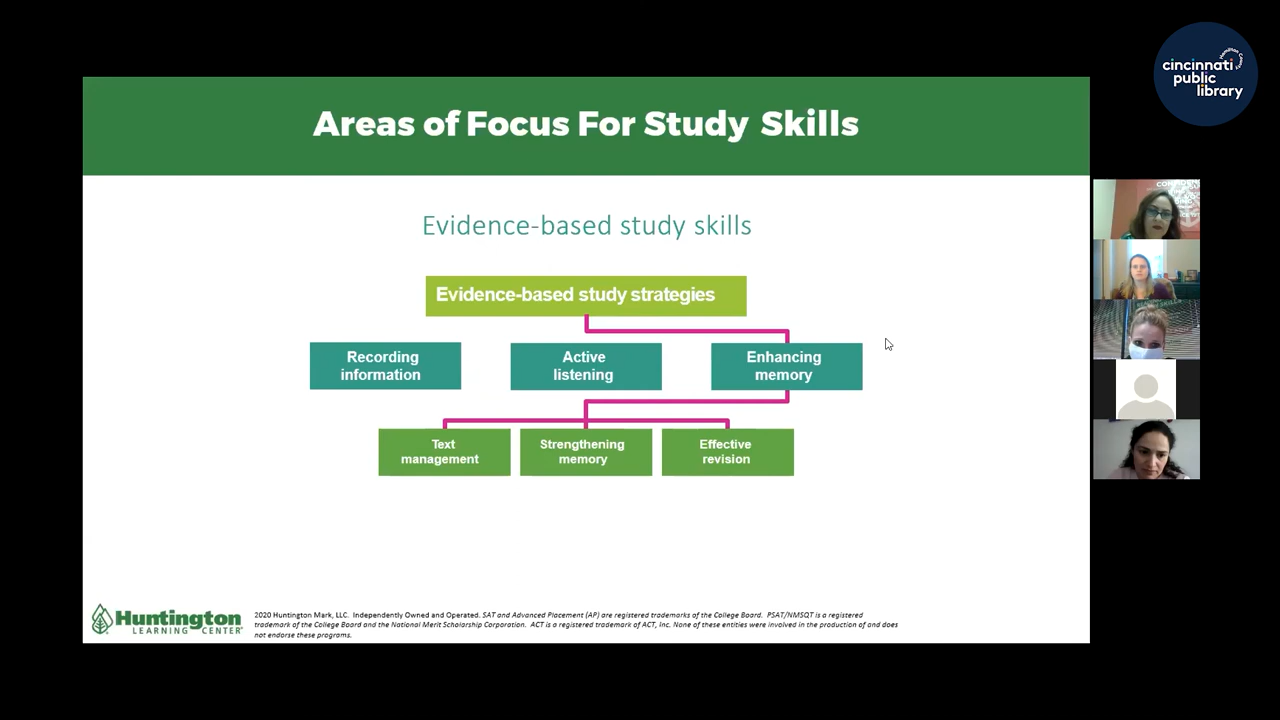 cincinnati
public
library
Areas of Focus For Study Skills
Evidence-based study skills
Evidence-based study strategies
Recording
information
Active
listening
Enhancing
memory
Text
management
Strengthening
memory
Effective
revision
Huntington
LEARNING CENTER
2020 Huntington Mark, LLC. Independently Owned and Operated. SAT and Advanced Placement (AP) are registered trademarks of the College Board. PSAT/NMSQT is a registered
trademark of the College Board and the National Merit Scholarship Corporation. ACT is a registered trademark of ACT, Inc. None of these entities were involved in the production of and does
not endorse these programs.